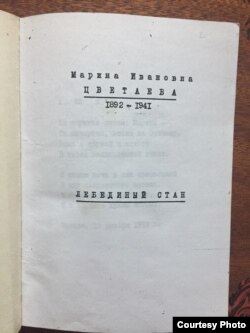 Марина Ивановна
ЦВЕТАЕВА
1892 - 1941
ЛЕБЕДИНЫЙ СТАН
Courtesy Photo